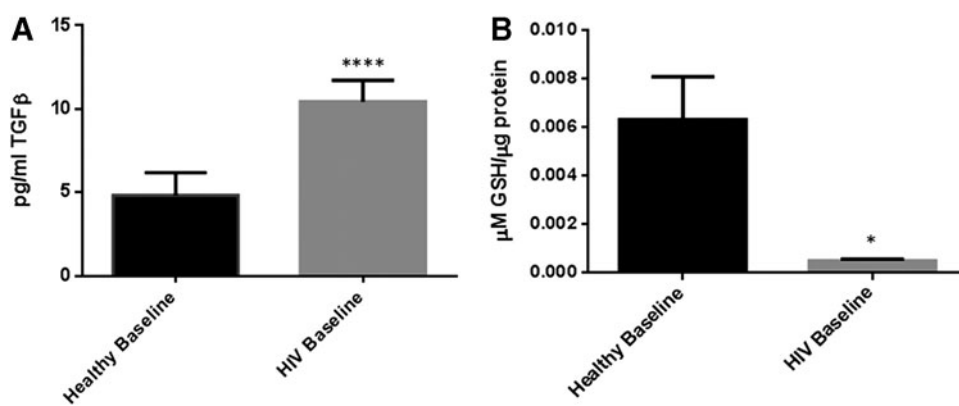 A
pg/ml TGFβ
15
10
5
0
****
Healthy Baseline
HIV Baseline
B
μM GSH/μg protein
0.010
0.008
0.006
0.004
0.002
0.000
*
Healthy Baseline
HIV Baseline